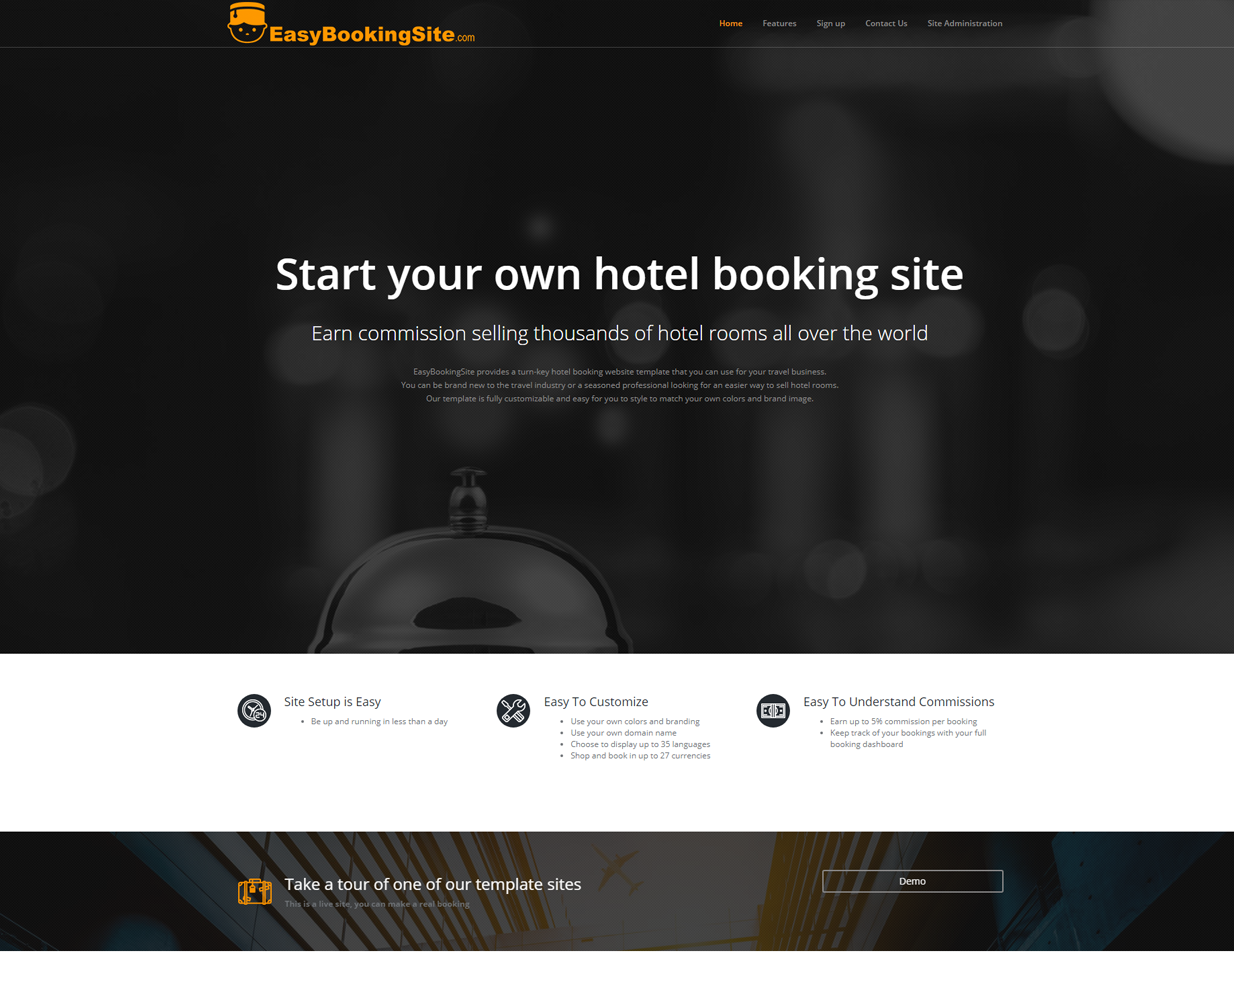 EasyBookingSite.com
Home Features Sign up Contact Us Site Administration
Start your own hotel booking site
Earn commission selling thousands of hotel rooms all over the world
EasyBookingSite provides a turn-key hotel booking website template that you can use for your travel business.
You can be brand new to the travel industry or a seasoned professional looking for an easier way to sell hotel rooms.
Our template is fully customizable and easy for you to style to match your own colors and brand image.
Site Setup is Easy
Be up and running in less than a day
Easy To Customize
Use your own colors and branding
Use your own domain name
Choose to display up to 35 languages
Shop and book in up to 27 currencies
Easy To Understand Commissions
Earn up to 5% commission per booking
Keep track of your bookings with your full
booking dashboard
24
Take a tour of one of our template sites
This is a live site, you can make a real booking
Demo